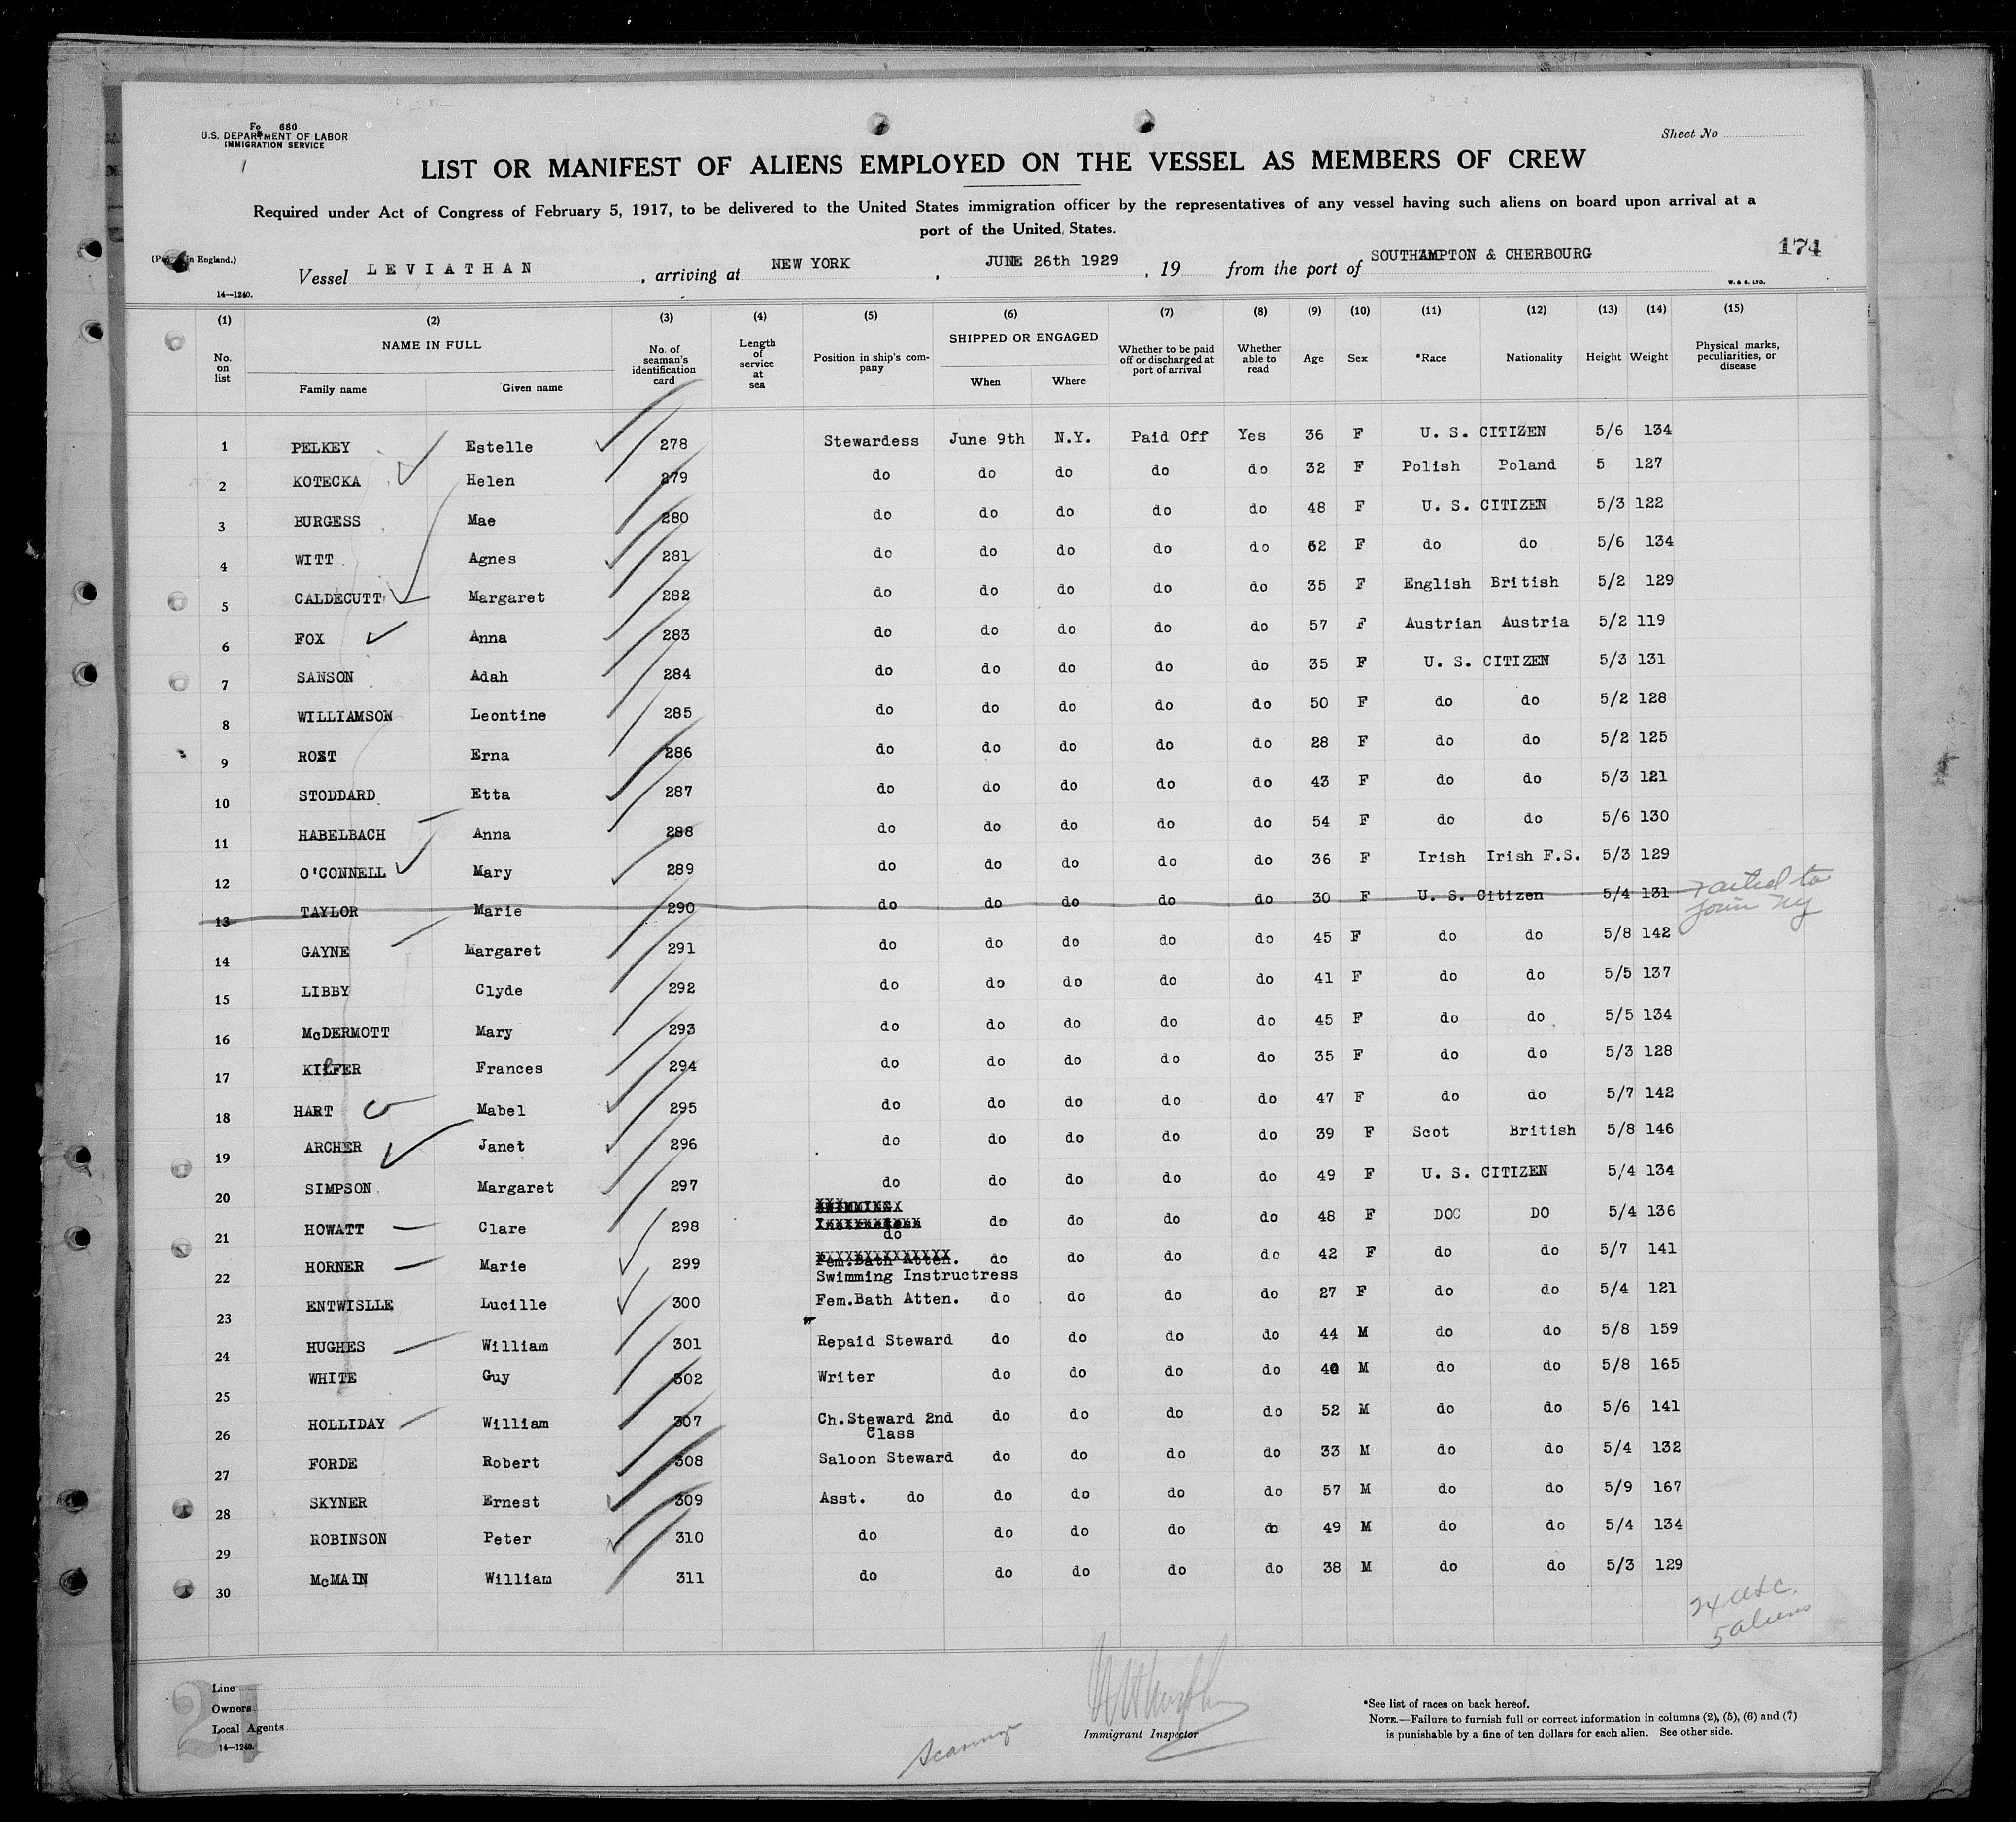 Fo 680
U.S. DEPARTMENT OF LABOR
IMMIGRATION SERVICE
Sheet No
LIST OR MANIFEST OF ALIENS EMPLOYED ON THE VESSEL AS MEMBERS OF CREW
Required under Act of Congress of February 5, 1917, to be delivered to the United States immigration officer by the representatives of any vessel having such aliens on board upon arrival at a
port of the United States.
in England.)
174
Vessel LEVIATHAN , arriving at NEW YORK , JUNE 26th 1929 , 19 from the port of SOUTHAMPTON & CHERBOURG
14—1240.
W. & S. LTD.
(1) (2) (3) (4) (5) (6) (7) (8) (9) (10) (11) (12) (13) (14) (15)
No. on list NAME IN FULL Family name Given name No. of seaman's identification card Length of service at sea Position in ship's company SHIPPED OR ENGAGED When Where Whether to be paid off or discharged at port of arrival Whether able to read Age Sex *Race Nationality Height Weight Physical marks, peculiarities, or disease
1 PELKEY Estelle 278 Stewardess June 9th N.Y. Paid Off Yes 36 F U. S. CITIZEN 5/6 134
2 KOTECKA Helen 279 do do do do do 32 F Polish Poland 5 127
3 BURGESS Mae 280 do do do do do 48 F U. S. CITIZEN 5/3 122
4 WITT Agnes 281 do do do do do 52 F do do 5/6 134
5 CALDECUTT Margaret 282 do do do do do 35 F English British 5/2 129
6 FOX Anna 283 do do do do do 57 F Austrian Austria 5/2 119
7 SANSON Adah 284 do do do do do 35 F U. S. CITIZEN 5/3 131
8 WILLIAMSON Leontine 285 do do do do do 50 F do do 5/2 128
9 ROST Erna 286 do do do do do 28 F do do 5/2 125
10 STODDARD Etta 287 do do do do do 43 F do do 5/3 121
11 HABELBACH Anna 288 do do do do do 54 F do do 5/6 130
12 O'CONNELL Mary 289 do do do do do 36 F Irish Irish F.S. 5/3 129
13 TAYLOR Marie 290 do do do do do 30 F U. S. Citizen 5/4 131 Failed to join NY
14 GAYNE Margaret 291 do do do do do 45 F do do 5/8 142
15 LIBBY Clyde 292 do do do do do 41 F do do 5/5 137
16 McDERMOTT Mary 293 do do do do do 45 F do do 5/5 134
17 KILFER Frances 294 do do do do do 35 F do do 5/3 128
18 HART Mabel 295 do do do do do 47 F do do 5/7 142
19 ARCHER Janet 296 do do do do do 39 F Scot British 5/8 146
20 SIMPSON Margaret 297 do do do do do 49 F U. S. CITIZEN 5/4 134
21 HOWATT Clare 298 do do do do do 48 F DOC DO 5/4 136
22 HORNER Marie 299 Fem.Bath Atten. Swimming Instructress do do do do 42 F do do 5/7 141
23 ENTWISLLE Lucille 300 Fem.Bath Atten. do do do do 27 F do do 5/4 121
24 HUGHES William 301 Repaid Steward do do do do 44 M do do 5/8 159
25 WHITE Guy 302 Writer do do do do 40 M do do 5/8 165
26 HOLLIDAY William 307 Ch.Steward 2nd Class do do do do 52 M do do 5/6 141
27 FORDE Robert 308 Saloon Steward do do do do 33 M do do 5/4 132
28 SKYNER Ernest 309 Asst. do do do do do 57 M do do 5/9 167
29 ROBINSON Peter 310 do do do do do 49 M do do 5/4 134
30 McMAIN William 311 do do do do do 38 M do do 5/3 129
24 USC.
5 aliens
21
Line
Owners
Local Agents
14—1240.
Immigrant Inspector
*See list of races on back hereof.
NOTE.—Failure to furnish full or correct information in columns (2), (5), (6) and (7)
is punishable by a fine of ten dollars for each alien. See other side.